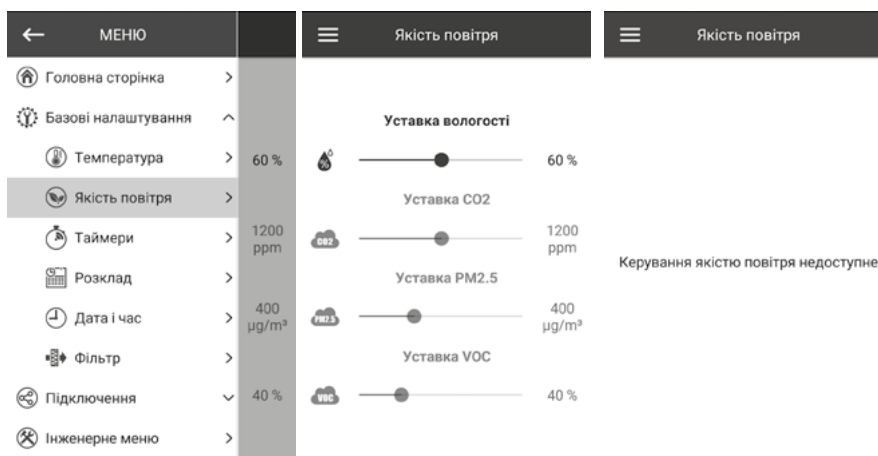 МЕНЮ
Головна сторінка
Базові налаштування
Температура
Якість повітря
Таймери
Розклад
Дата і час
Фільтр
Підключення
Інженерне меню
60 %
1200
ppm
400
µg/m³
40 %
Якість повітря
Уставка вологості
%
60 %
Уставка CO2
CO2
1200
ppm
Уставка PM2.5
PM2.5
400
µg/m³
Уставка VOC
VOC
40 %
Якість повітря
Керування якістю повітря недоступне